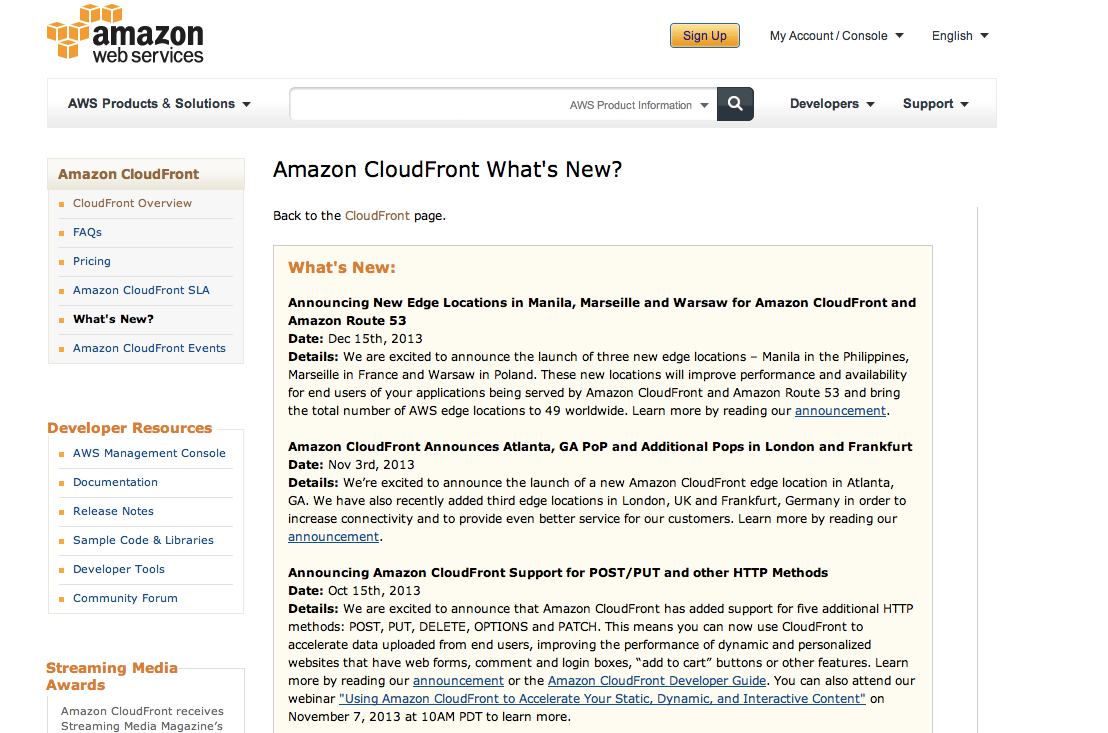 amazon
web services
Sign Up
My Account / Console
English
AWS Products & Solutions
AWS Product Information
Developers
Support
Amazon CloudFront
CloudFront Overview
FAQs
Pricing
Amazon CloudFront SLA
What's New?
Amazon CloudFront Events
Developer Resources
AWS Management Console
Documentation
Release Notes
Sample Code & Libraries
Developer Tools
Community Forum
Streaming Media
Awards
Amazon CloudFront receives
Streaming Media Magazine's
Amazon CloudFront What's New?
Back to the CloudFront page.
What's New:
Announcing New Edge Locations in Manila, Marseille and Warsaw for Amazon CloudFront and
Amazon Route 53
Date: Dec 15th, 2013
Details: We are excited to announce the launch of three new edge locations – Manila in the Philippines,
Marseille in France and Warsaw in Poland. These new locations will improve performance and availability
for end users of your applications being served by Amazon CloudFront and Amazon Route 53 and bring
the total number of AWS edge locations to 49 worldwide. Learn more by reading our announcement.
Amazon CloudFront Announces Atlanta, GA PoP and Additional Pops in London and Frankfurt
Date: Nov 3rd, 2013
Details: We're excited to announce the launch of a new Amazon CloudFront edge location in Atlanta,
GA. We have also recently added third edge locations in London, UK and Frankfurt, Germany in order to
increase connectivity and to provide even better service for our customers. Learn more by reading our
announcement.
Announcing Amazon CloudFront Support for POST/PUT and other HTTP Methods
Date: Oct 15th, 2013
Details: We are excited to announce that Amazon CloudFront has added support for five additional HTTP
methods: POST, PUT, DELETE, OPTIONS and PATCH. This means you can now use CloudFront to
accelerate data uploaded from end users, improving the performance of dynamic and personalized
websites that have web forms, comment and login boxes, “add to cart” buttons or other features. Learn
more by reading our announcement or the Amazon CloudFront Developer Guide. You can also attend our
webinar "Using Amazon CloudFront to Accelerate Your Static, Dynamic, and Interactive Content" on
November 7, 2013 at 10AM PDT to learn more.